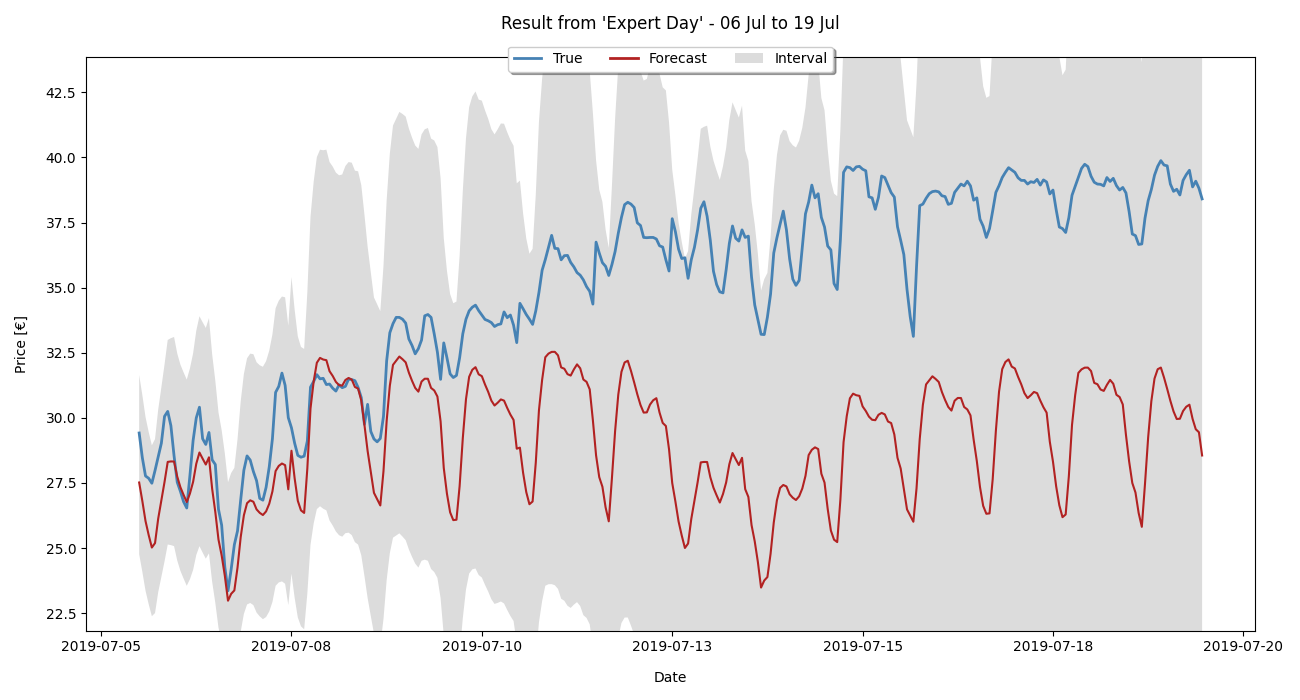 Result from 'Expert Day' - 06 Jul to 19 Jul
True Forecast Interval
42.5
40.0
37.5
35.0
32.5
30.0
27.5
25.0
22.5
Price [€]
2019-07-05 2019-07-08 2019-07-10 2019-07-13 2019-07-15 2019-07-18 2019-07-20
Date